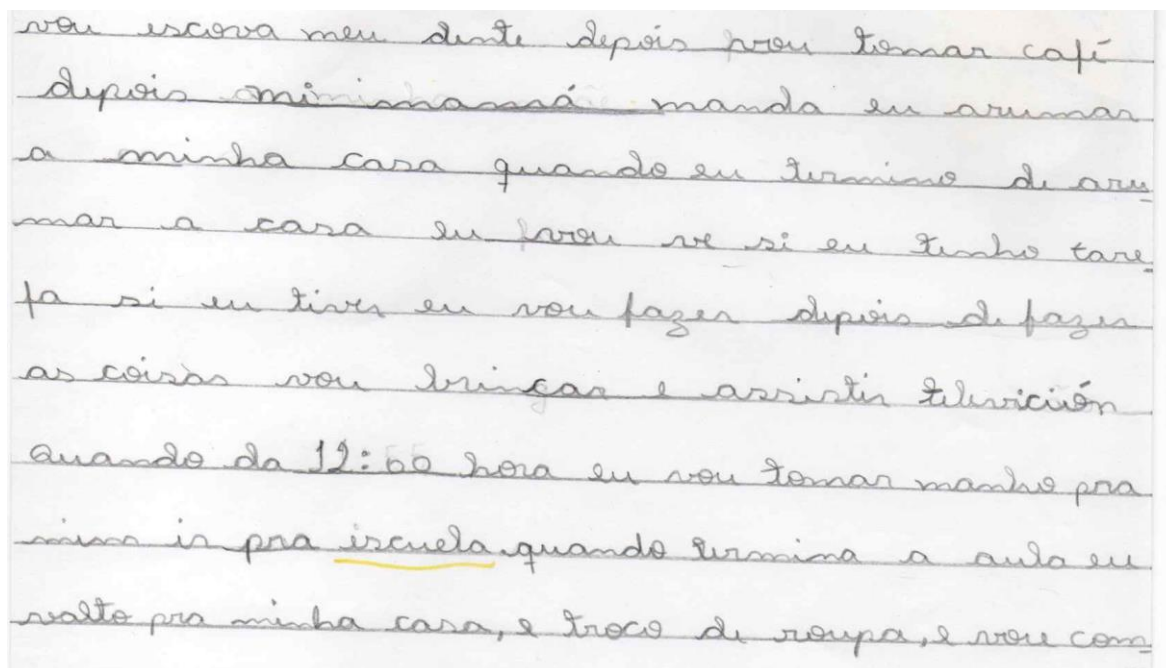 vou escova meu dente depois vou tomar café
depois mimamá manda eu arumar
a minha casa quando eu termino de aru-
mar a casa eu vou ve si eu tenho tare-
fa si eu tiver eu vou fazer depois de fazer
as coisas vou brincar e assistir televición
Quando da 12:00 hora eu vou tomar manho pra
mim ir pra iscuela quando termina a aula eu
volto pra minha casa, e troco de roupa, e vou com-